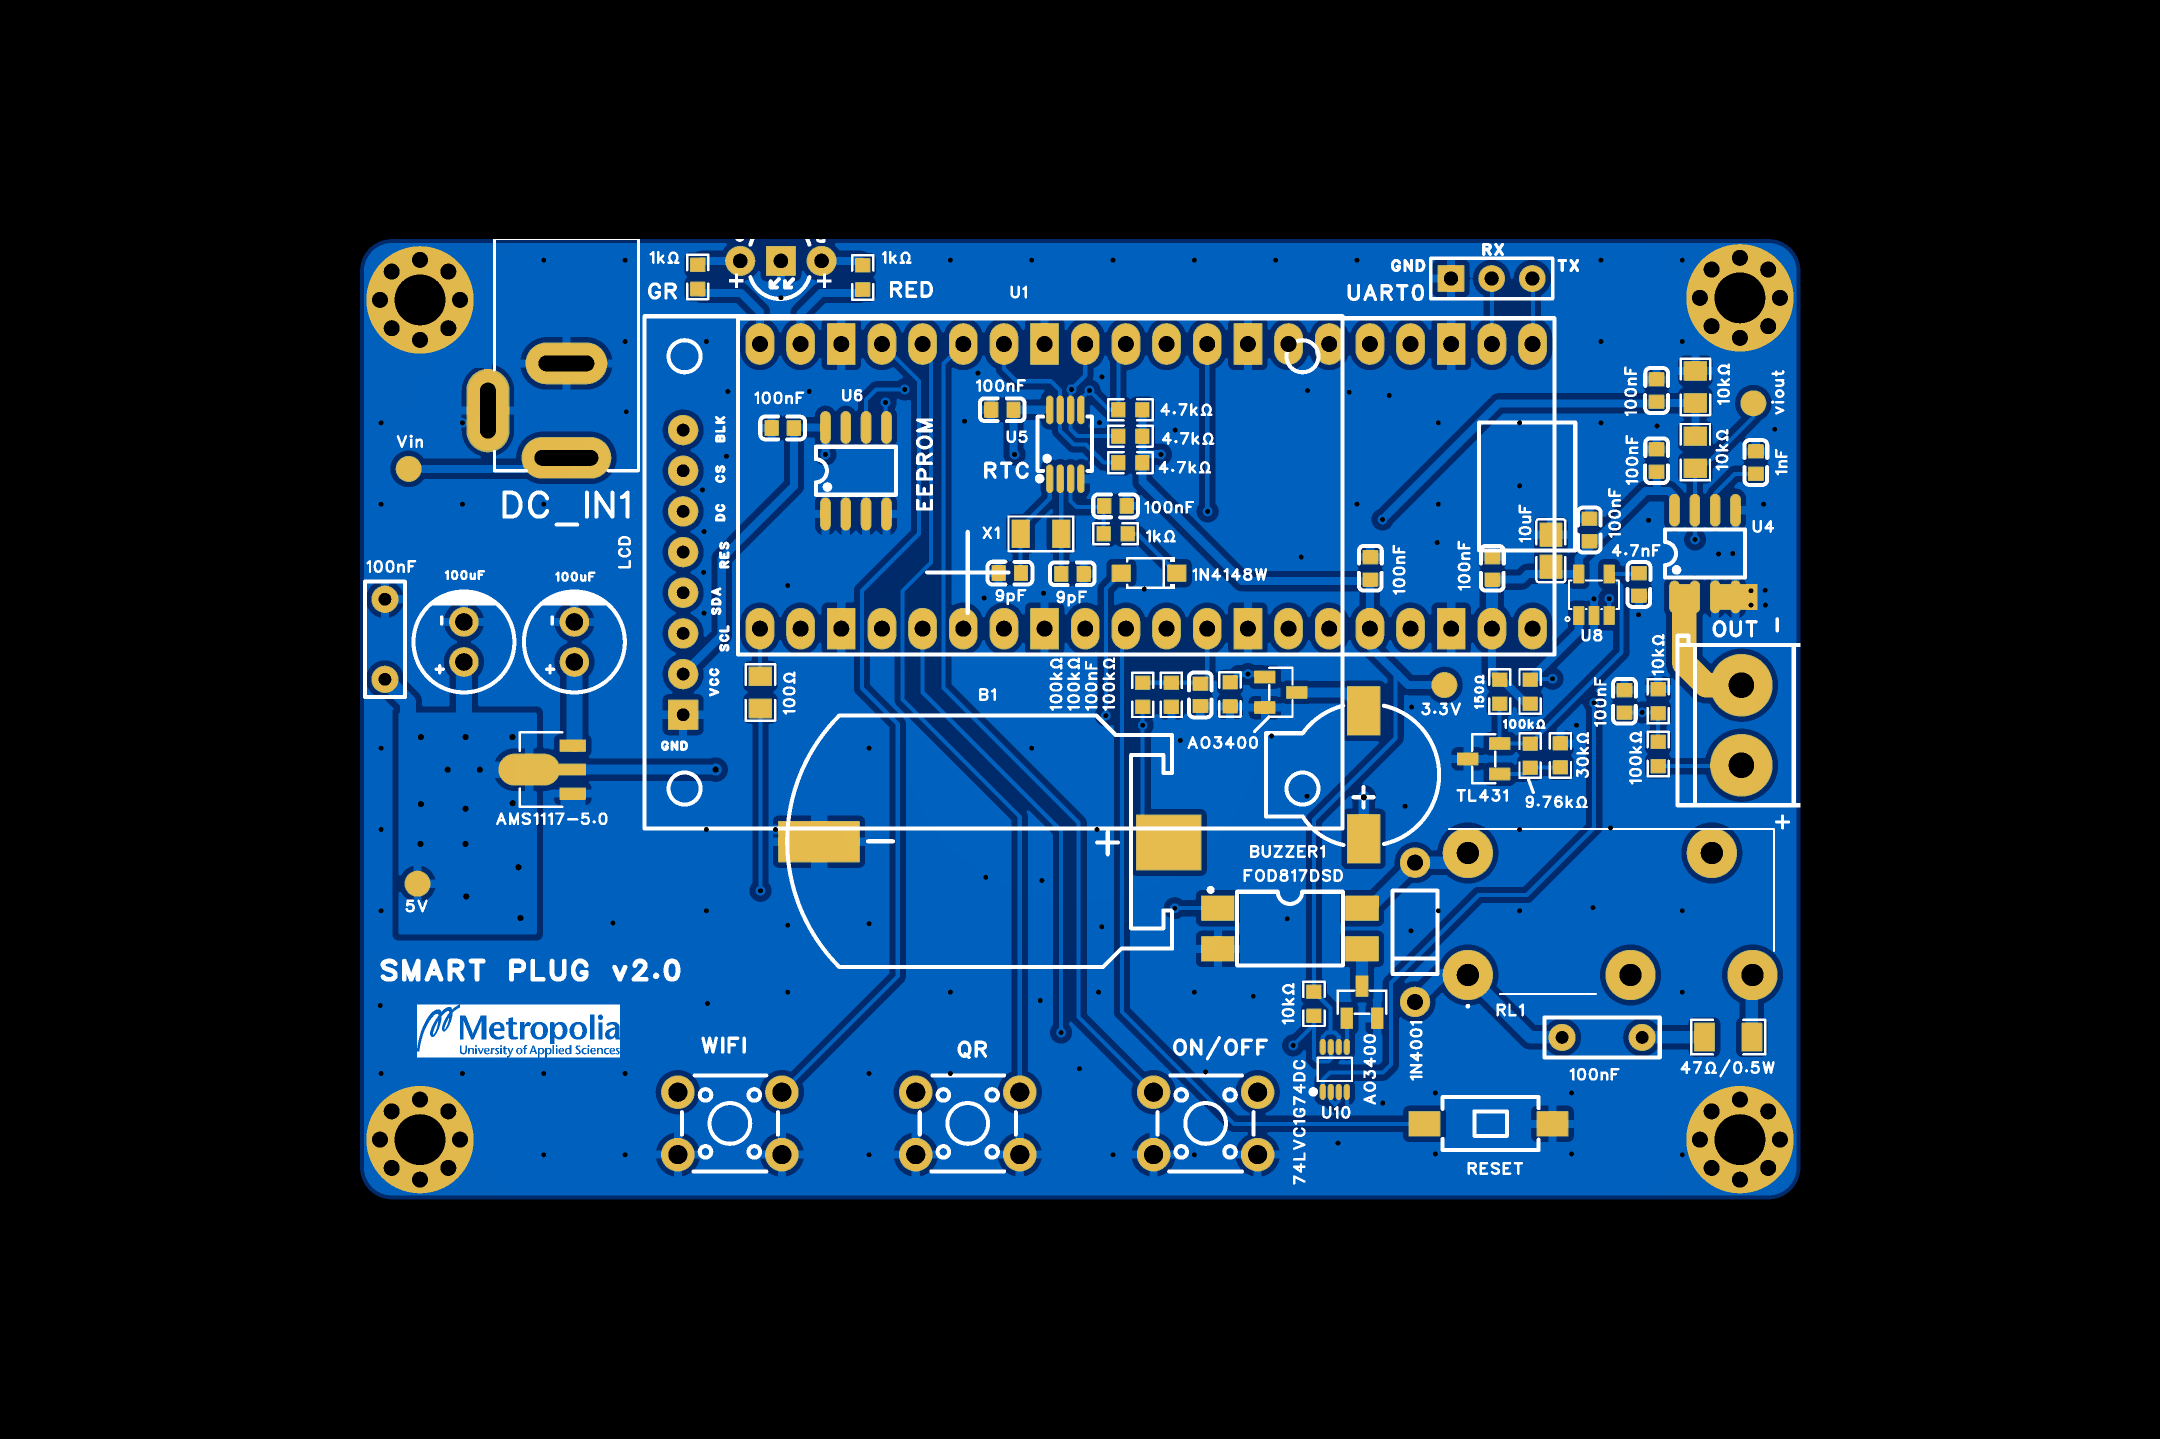 1kΩ
1kΩ
GR
RED
U1
GND
RX
TX
UART0
100nF
U6
EEPROM
100nF
U5
RTC
4.7kΩ
4.7kΩ
4.7kΩ
100nF
1kΩ
X1
9pF
9pF
1N4148W
100nF
100nF
10uF
100nF
4.7nF
U8
100nF
10kΩ
viout
100nF
10kΩ
1nF
U4
OUT -
+
Vin
DC_IN1
LCD
BLK
CS
DC
RES
SDA
SCL
VCC
GND
100nF
100uF
-
+
100uF
-
+
AMS1117-5.0
5V
100Ω
B1
-
+
100kΩ
100kΩ
100nF
100kΩ
AO3400
3.3V
150Ω
100kΩ
100nF
10kΩ
100kΩ
TL431
9.76kΩ
30kΩ
BUZZER1
FOD817DSD
SMART PLUG v2.0
Metropolia
University of Applied Sciences
WIFI
QR
ON/OFF
10kΩ
AO3400
1N4001
74LVC1G74DC
U10
RL1
100nF
47Ω/0.5W
RESET